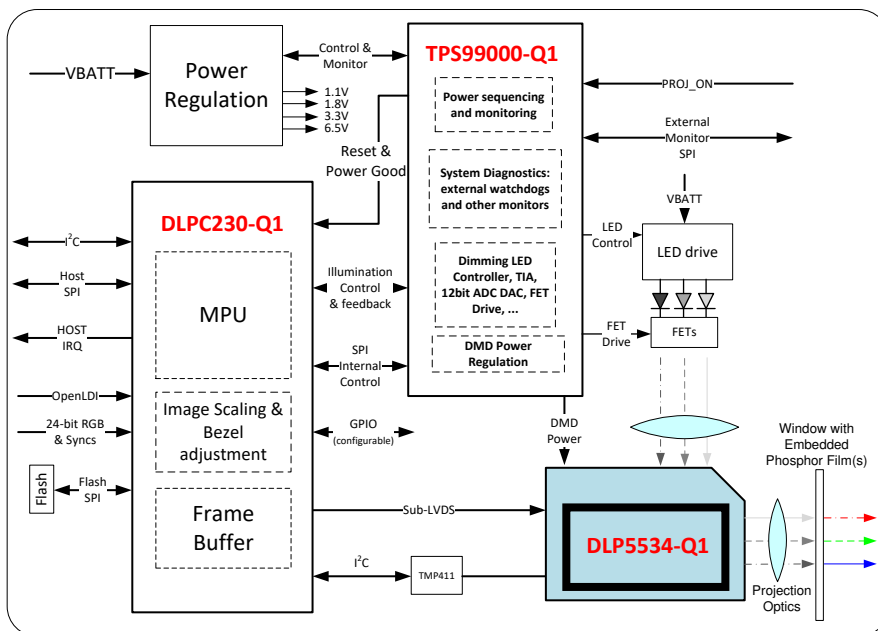 VBATT
Power
Regulation
Control &
Monitor
1.1V
1.8V
3.3V
6.5V
Reset &
Power Good
TPS99000-Q1
Power sequencing
and monitoring
System Diagnostics:
external watchdogs
and other monitors
Dimming LED
Controller, TIA,
12bit ADC DAC, FET
Drive, ...
DMD Power
Regulation
PROJ_ON
External
Monitor
SPI
VBATT
LED
Control
LED drive
FET
Drive
FETs
DLPC230-Q1
MPU
Image Scaling &
Bezel
adjustment
Frame
Buffer
I²C
Host
SPI
HOST
IRQ
OpenLDI
24-bit RGB
& Syncs
Flash
Flash
SPI
Illumination
Control
& feedback
SPI
Internal
Control
GPIO
(configurable)
Sub-LVDS
I²C
TMP411
DMD
Power
DLP5534-Q1
Window with
Embedded
Phosphor Film(s)
Projection
Optics